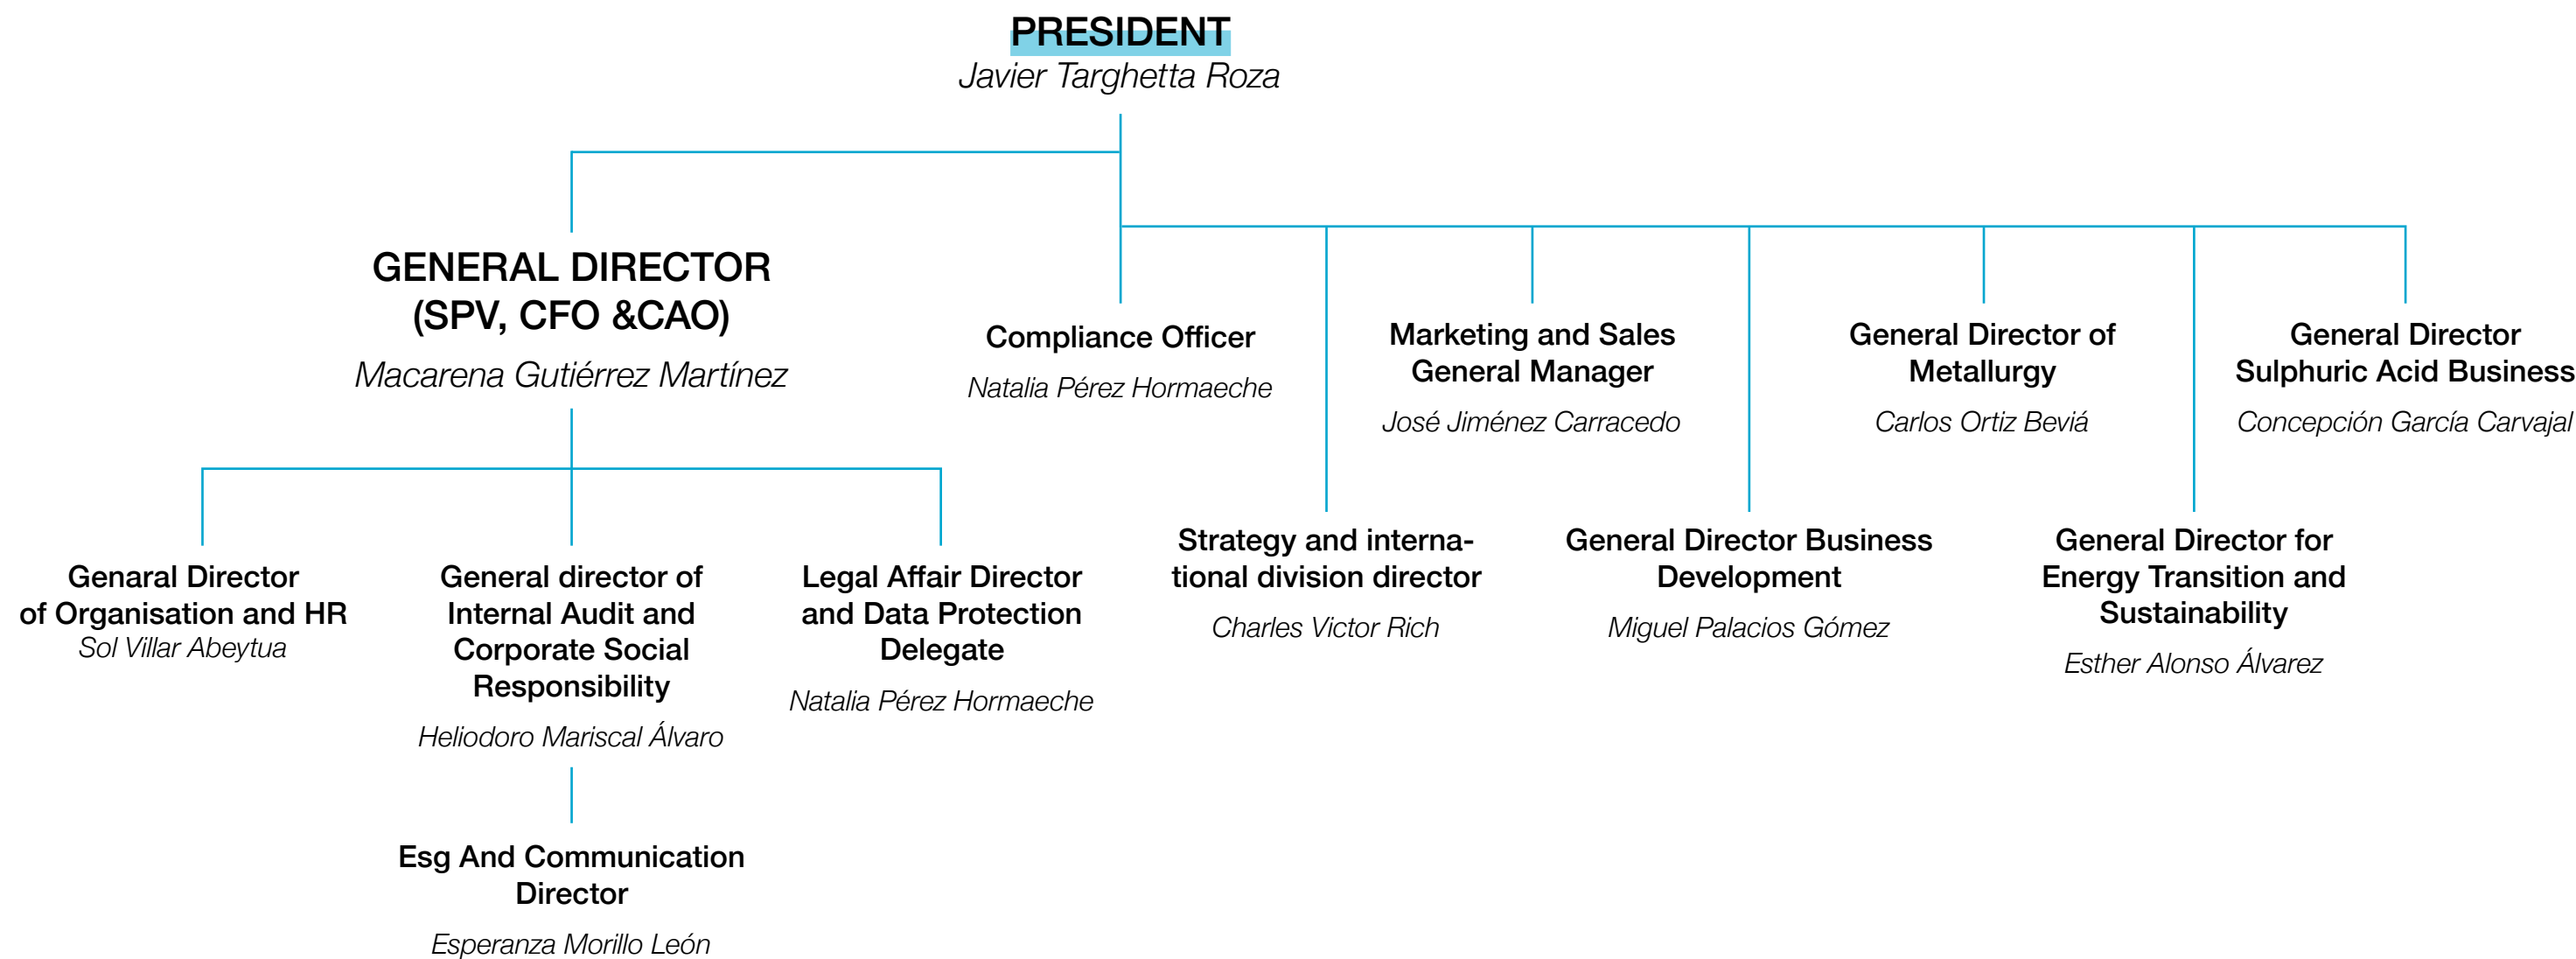 PRESIDENT
Javier Targhetta Roza
GENERAL DIRECTOR
(SPV, CFO &CAO)
Macarena Gutiérrez Martínez
Compliance Officer
Natalia Pérez Hormaeche
Marketing and Sales
General Manager
José Jiménez Carracedo
General Director of
Metallurgy
Carlos Ortiz Beviá
General Director
Sulphuric Acid Business
Concepción García Carvajal
Genaral Director
of Organisation and HR
Sol Villar Abeytua
General director of
Internal Audit and
Corporate Social
Responsibility
Heliodoro Mariscal Álvaro
Legal Affair Director
and Data Protection
Delegate
Natalia Pérez Hormaeche
Strategy and interna-
tional division director
Charles Victor Rich
General Director Business
Development
Miguel Palacios Gómez
General Director for
Energy Transition and
Sustainability
Esther Alonso Álvarez
Esg And Communication
Director
Esperanza Morillo León